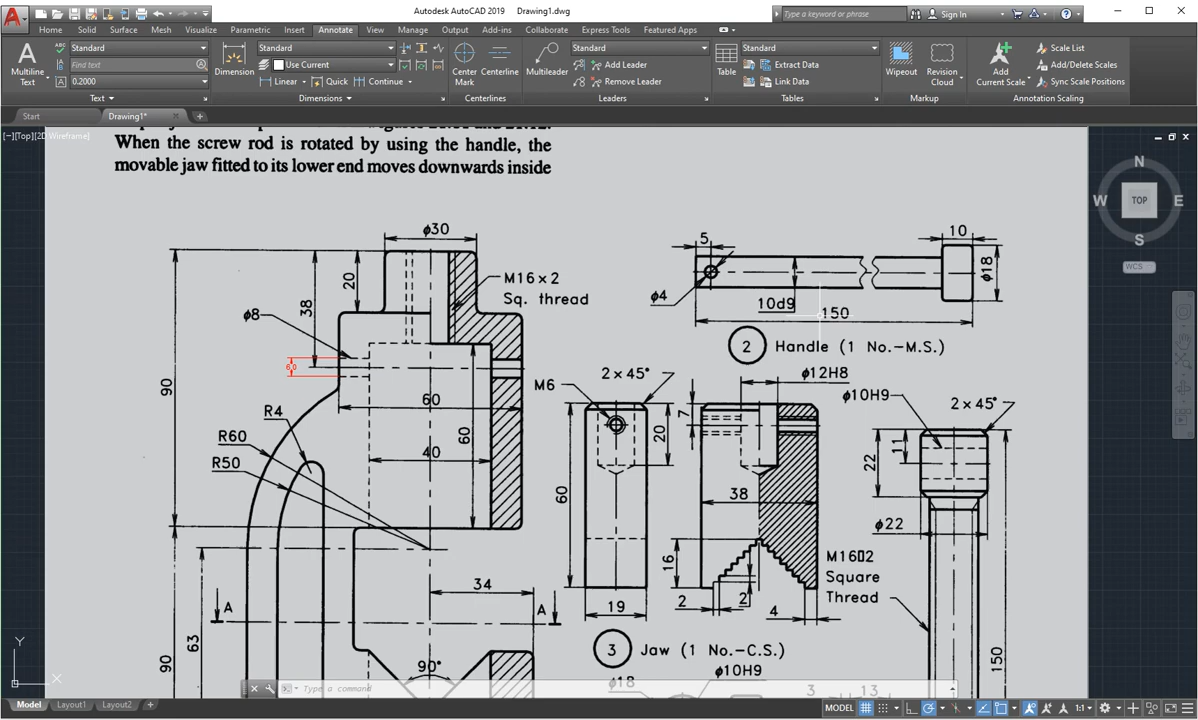 Autodesk AutoCAD 2019 Drawing1.dwg
Type a keyword or phrase
Sign In
Home Solid Surface Mesh Visualize Parametric Insert Annotate View Manage Output Add-ins Collaborate Express Tools Featured Apps
A
Multiline
Text
Standard
Find text
0.2000
Text
Dimension
Standard
Use Current
Linear Quick Continue
Dimensions
Center
Mark
Centerline
Centerlines
Multileader
Standard
Add Leader
Remove Leader
Leaders
Table
Standard
Extract Data
Link Data
Tables
Wipeout
Revision
Cloud
Markup
Add
Current Scale
Scale List
Add/Delete Scales
Sync Scale Positions
Annotation Scaling
Start Drawing1*
[−][Top][2D Wireframe]
When the screw rod is rotated by using the handle, the
movable jaw fitted to its lower end moves downwards inside
N
W TOP E
S
WCS
ϕ30
20
38
90
M16×2
Sq. thread
ϕ8
60
60
60
40
R4
R60
R50
34
A A
63
90
90°
5
10
ϕ18
ϕ4
10d9
150
2 Handle (1 No.−M.S.)
2×45°
M6
20
60
19
ϕ12H8
7
38
16
2
2
4
3 Jaw (1 No.−C.S.)
ϕ10H9
ϕ18
3 13
ϕ10H9
2×45°
11
22
ϕ22
M16▯2
Square
Thread
150
Y
X
Type a command
Model Layout1 Layout2 +
MODEL
1:1